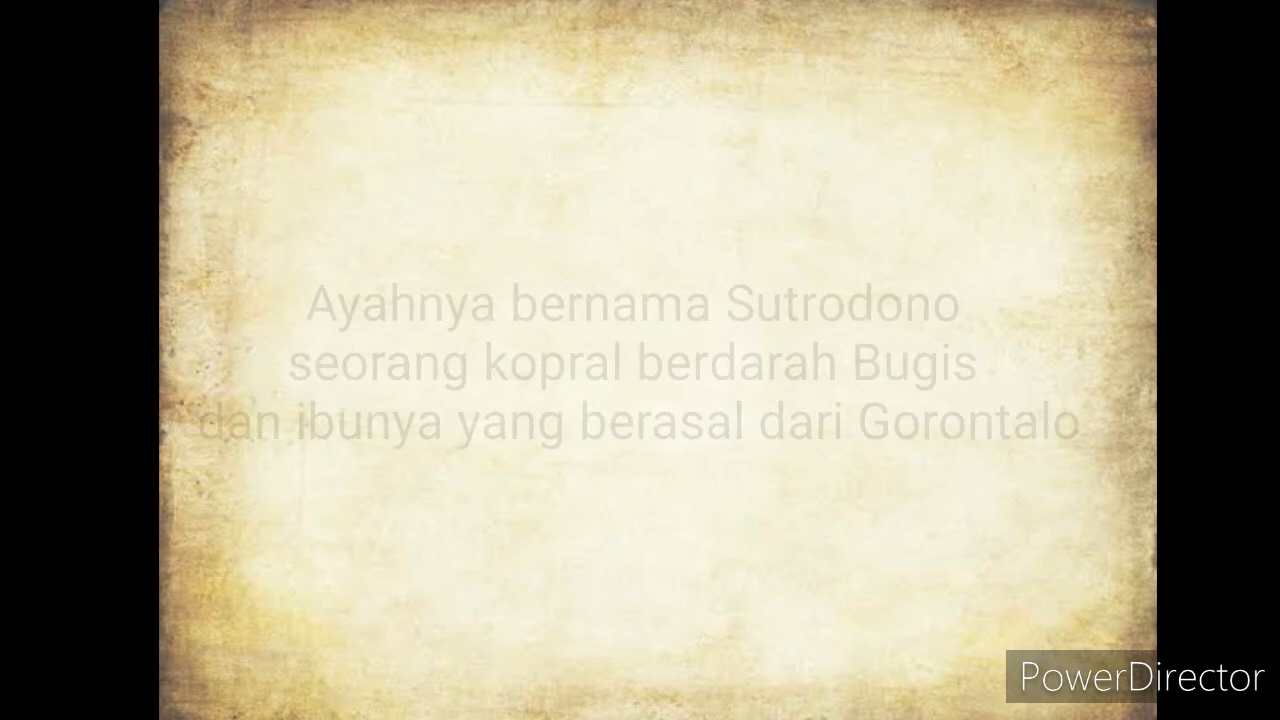 Ayahnya bernama Sutrodono
seorang kopral berdarah Bugis
dan ibunya yang berasal dari Gorontalo
PowerDirector